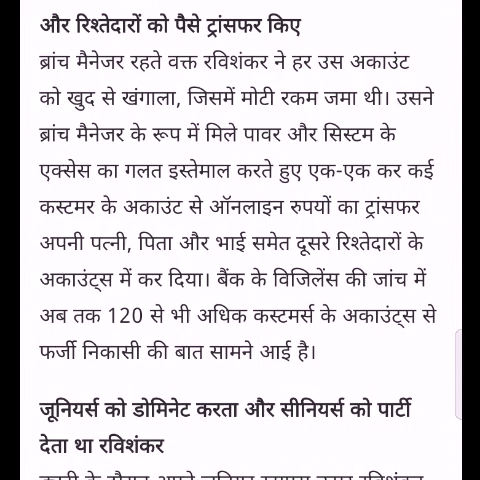 और रिश्तेदारों को पैसे ट्रांसफर किए
ब्रांच मैनेजर रहते वक्त रविशंकर ने हर उस अकाउंट
को खुद से खंगाला, जिसमें मोटी रकम जमा थी। उसने
ब्रांच मैनेजर के रूप में मिले पावर और सिस्टम के
एक्सेस का गलत इस्तेमाल करते हुए एक-एक कर कई
कस्टमर के अकाउंट से ऑनलाइन रुपयों का ट्रांसफर
अपनी पत्नी, पिता और भाई समेत दूसरे रिश्तेदारों के
अकाउंट्स में कर दिया। बैंक के विजिलेंस की जांच में
अब तक 120 से भी अधिक कस्टमर्स के अकाउंट्स से
फर्जी निकासी की बात सामने आई है।
जूनियर्स को डोमिनेट करता और सीनियर्स को पार्टी
देता था रविशंकर